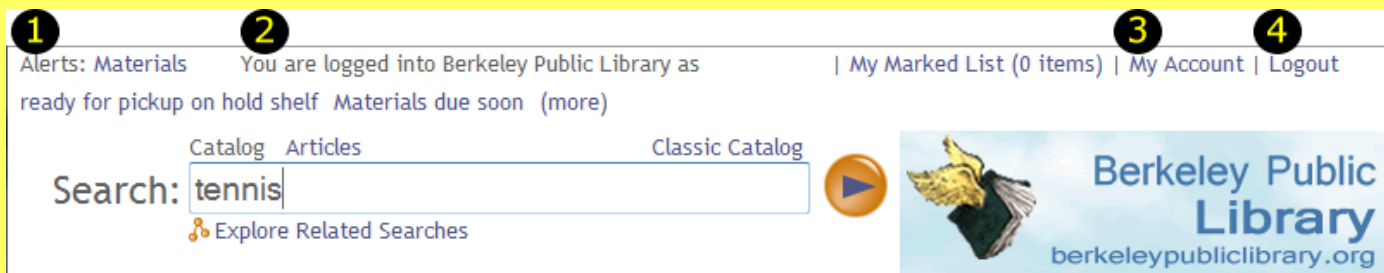 1 2 3 4
Alerts: Materials You are logged into Berkeley Public Library as | My Marked List (0 items) | My Account | Logout
ready for pickup on hold shelf Materials due soon (more)
Catalog Articles Classic Catalog
Search: tennis
Explore Related Searches
Berkeley Public
Library
berkeleypubliclibrary.org